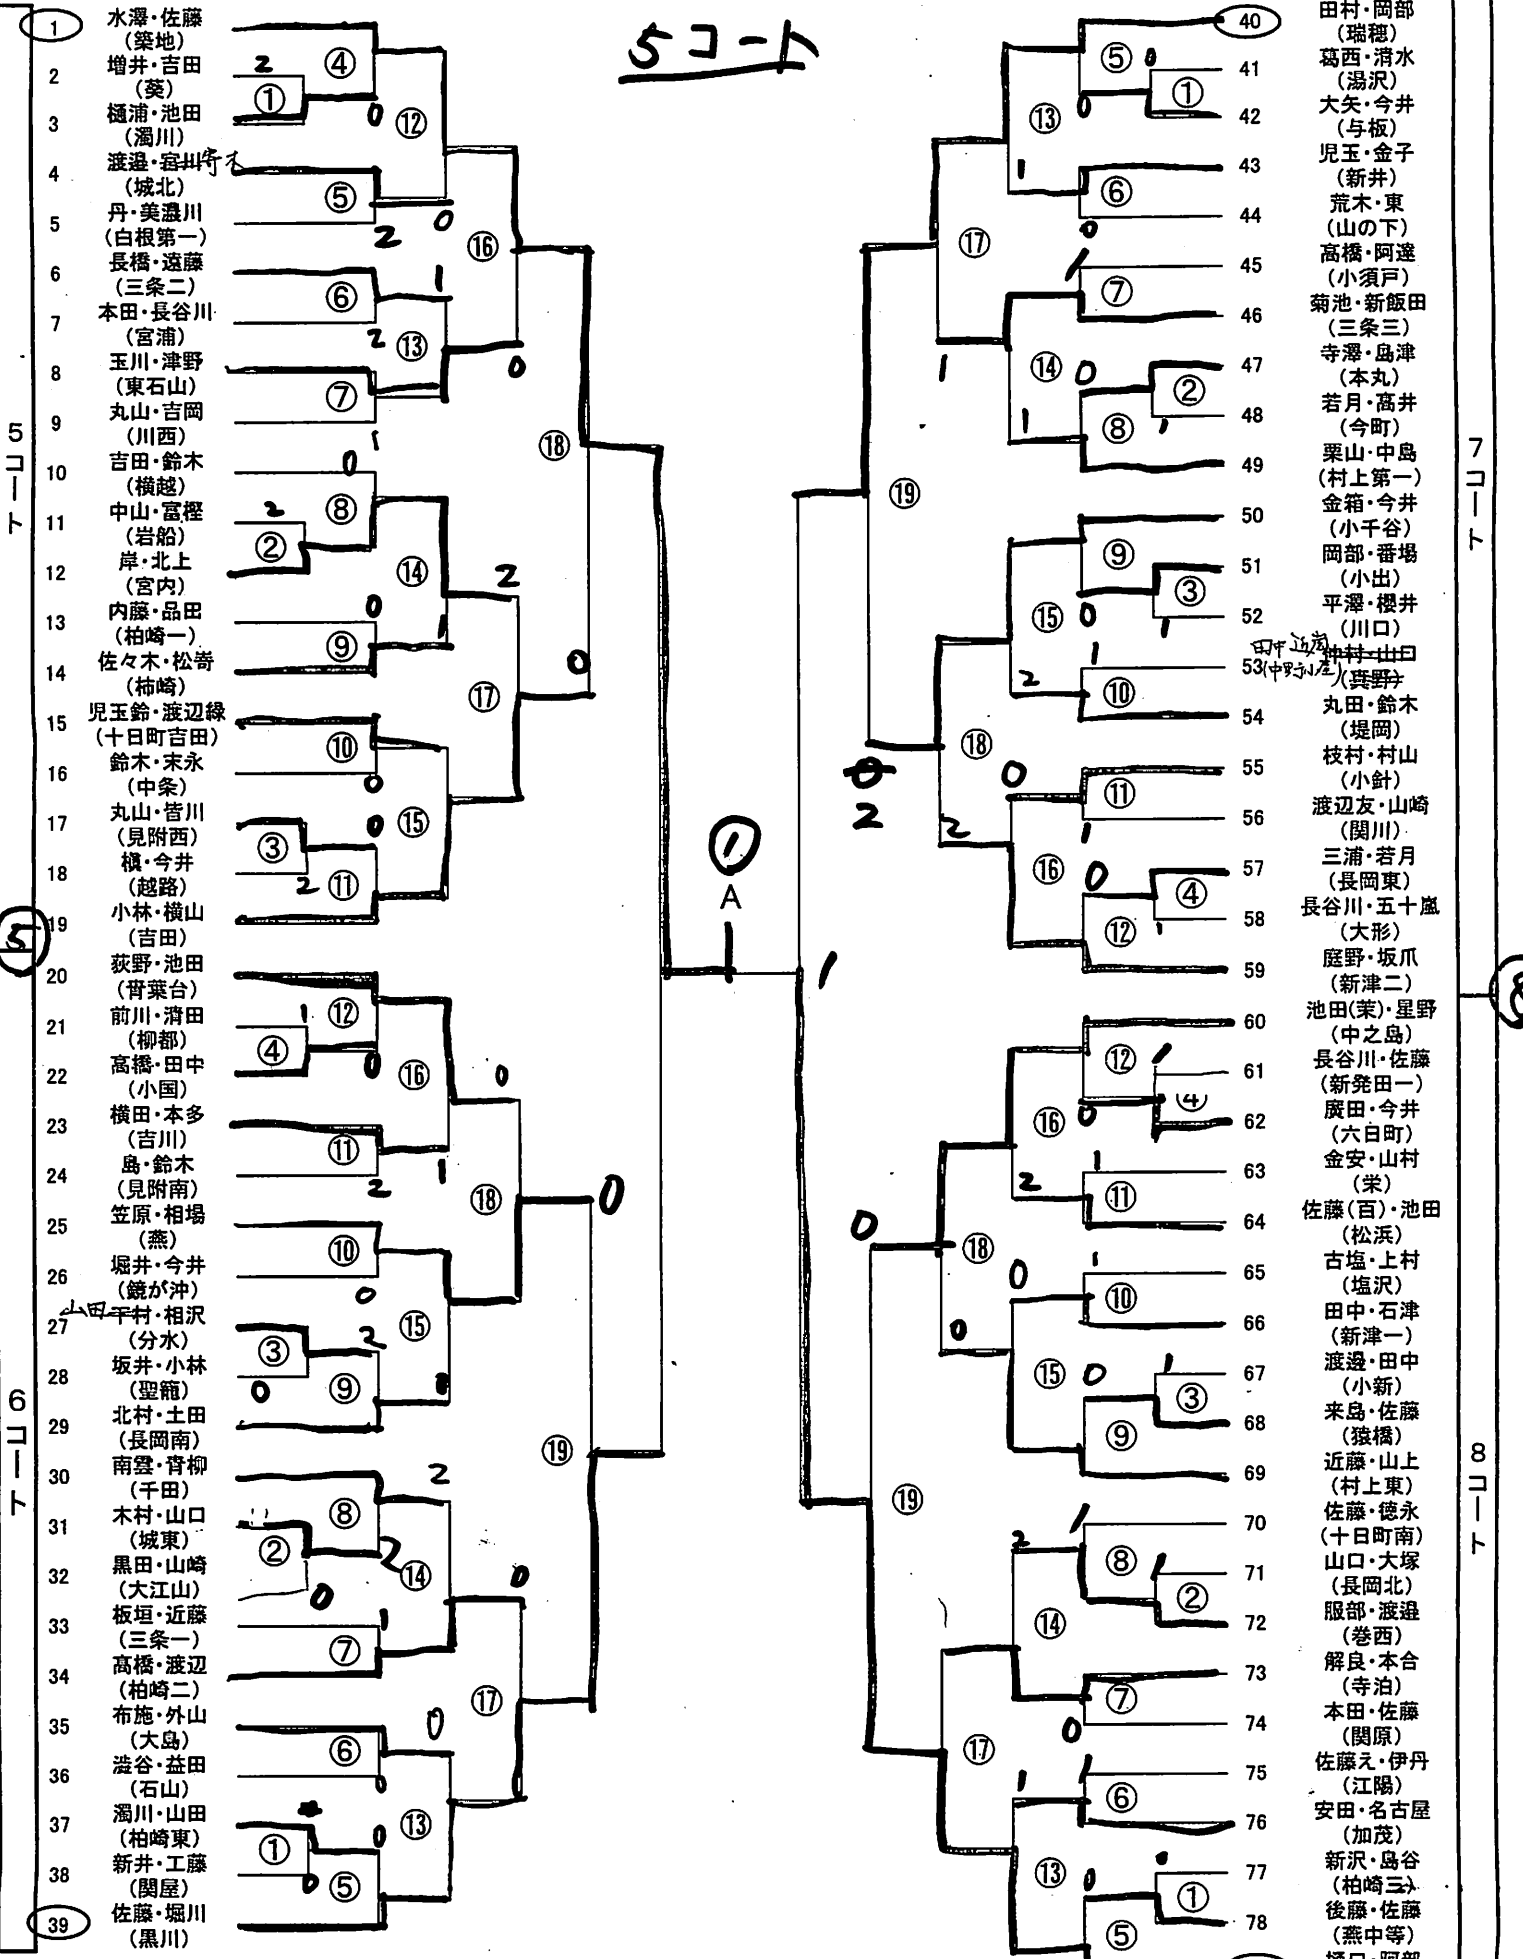 5コート
5コート
6コート
1 水澤・佐藤
(築地)
2 増井・吉田
(葵)
3 樋浦・池田
(濁川)
4 渡邉・宮川
(城北)
5 丹・美濃川
(白根第一)
6 長橋・遠藤
(三条二)
7 本田・長谷川
(宮浦)
8 玉川・津野
(東石山)
9 丸山・吉岡
(川西)
10 吉田・鈴木
(横越)
11 中山・富樫
(岩船)
12 岸・北上
(宮内)
13 内藤・品田
(柏崎一)
14 佐々木・松嵜
(柿崎)
15 児玉鈴・渡辺緑
(十日町吉田)
16 鈴木・末永
(中条)
17 丸山・皆川
(見附西)
18 槇・今井
(越路)
19 小林・横山
(吉田)
20 荻野・池田
(青葉台)
21 前川・濱田
(柳都)
22 高橋・田中
(小国)
23 横田・本多
(吉川)
24 島・鈴木
(見附南)
25 笠原・相場
(燕)
26 堀井・今井
(鏡が沖)
27 山田 干村・相沢
(分水)
28 坂井・小林
(聖籠)
29 北村・土田
(長岡南)
30 南雲・青柳
(千田)
31 木村・山口
(城東)
32 黒田・山崎
(大江山)
33 板垣・近藤
(三条一)
34 髙橋・渡辺
(柏崎二)
35 布施・外山
(大島)
36 澁谷・益田
(石山)
37 濁川・山田
(柏崎東)
38 新井・工藤
(関屋)
39 佐藤・堀川
(黒川)
① A
7コート
8コート
40 田村・岡部
(瑞穂)
41 葛西・清水
(湯沢)
42 大矢・今井
(与板)
43 児玉・金子
(新井)
44 荒木・東
(山の下)
45 高橋・阿達
(小須戸)
46 菊池・新飯田
(三条三)
47 寺澤・島津
(本丸)
48 若月・髙井
(今町)
49 栗山・中島
(村上第一)
50 金箱・今井
(小千谷)
51 岡部・番場
(小出)
52 平澤・櫻井
(川口)
53 仲村・山口
(真野)
54 丸田・鈴木
(堤岡)
55 枝村・村山
(小針)
56 渡辺友・山崎
(関川)
57 三浦・若月
(長岡東)
58 長谷川・五十嵐
(大形)
59 庭野・坂爪
(新津二)
60 池田(茉)・星野
(中之島)
61 長谷川・佐藤
(新発田一)
62 廣田・今井
(六日町)
63 金安・山村
(栄)
64 佐藤(百)・池田
(松浜)
65 古塩・上村
(塩沢)
66 田中・石津
(新津一)
67 渡邉・田中
(小新)
68 来島・佐藤
(猿橋)
69 近藤・山上
(村上東)
70 佐藤・徳永
(十日町南)
71 山口・大塚
(長岡北)
72 服部・渡邉
(巻西)
73 解良・本合
(寺泊)
74 本田・佐藤
(関原)
75 佐藤え・伊丹
(江陽)
76 安田・名古屋
(加茂)
77 新沢・島谷
(柏崎三)
78 後藤・佐藤
(燕中等)